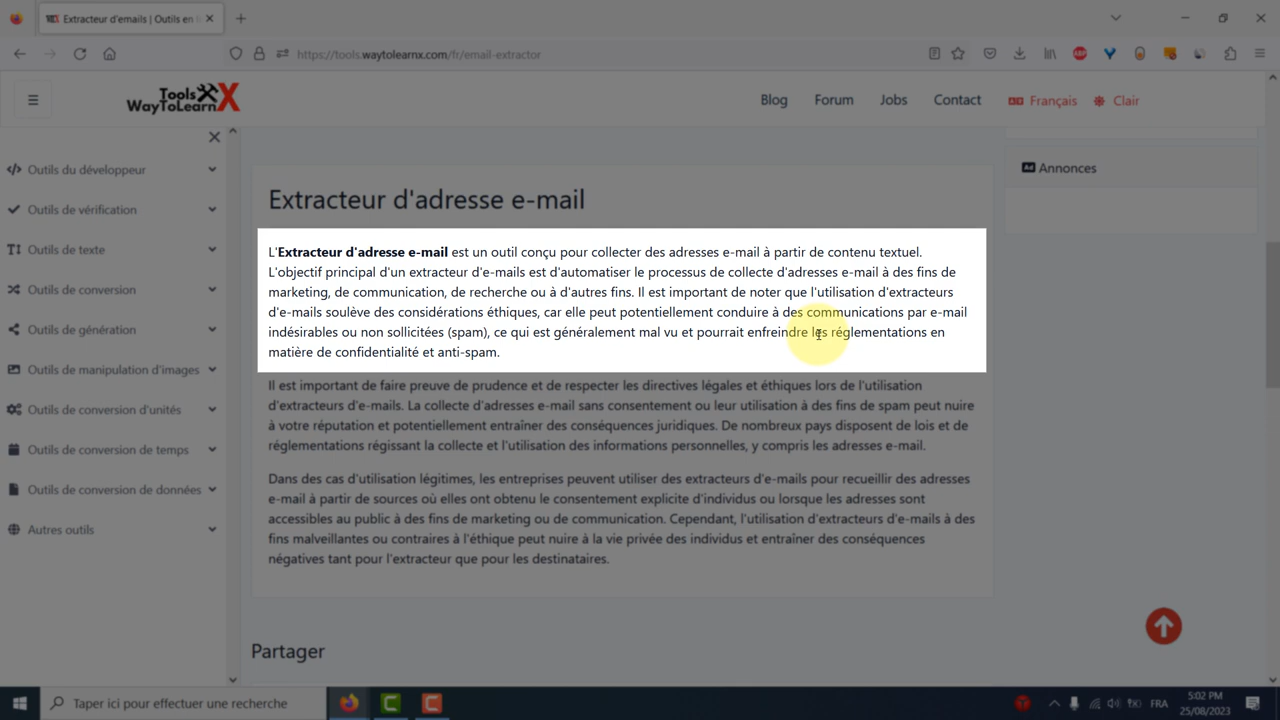 Extracteur d'emails | Outils en
https://tools.waytolearnx.com/fr/email-extractor
Tools
WayToLearnX
Blog
Forum
Jobs
Contact
Français
Clair
Outils du développeur
Outils de vérification
Outils de texte
Outils de conversion
Outils de génération
Outils de manipulation d'images
Outils de conversion d'unités
Outils de conversion de temps
Outils de conversion de données
Autres outils
Extracteur d'adresse e-mail
L'Extracteur d'adresse e-mail est un outil conçu pour collecter des adresses e-mail à partir de contenu textuel.
L'objectif principal d'un extracteur d'e-mails est d'automatiser le processus de collecte d'adresses e-mail à des fins de
marketing, de communication, de recherche ou à d'autres fins. Il est important de noter que l'utilisation d'extracteurs
d'e-mails soulève des considérations éthiques, car elle peut potentiellement conduire à des communications par e-mail
indésirables ou non sollicitées (spam), ce qui est généralement mal vu et pourrait enfreindre les réglementations en
matière de confidentialité et anti-spam.
Il est important de faire preuve de prudence et de respecter les directives légales et éthiques lors de l'utilisation
d'extracteurs d'e-mails. La collecte d'adresses e-mail sans consentement ou leur utilisation à des fins de spam peut nuire
à votre réputation et potentiellement entraîner des conséquences juridiques. De nombreux pays disposent de lois et de
réglementations régissant la collecte et l'utilisation des informations personnelles, y compris les adresses e-mail.
Dans des cas d'utilisation légitimes, les entreprises peuvent utiliser des extracteurs d'e-mails pour recueillir des adresses
e-mail à partir de sources où elles ont obtenu le consentement explicite d'individus ou lorsque les adresses sont
accessibles au public à des fins de marketing ou de communication. Cependant, l'utilisation d'extracteurs d'e-mails à des
fins malveillantes ou contraires à l'éthique peut nuire à la vie privée des individus et entraîner des conséquences
négatives tant pour l'extracteur que pour les destinataires.
Partager
Ad Annonces
Taper ici pour effectuer une recherche
FRA
5:02 PM
25/08/2023